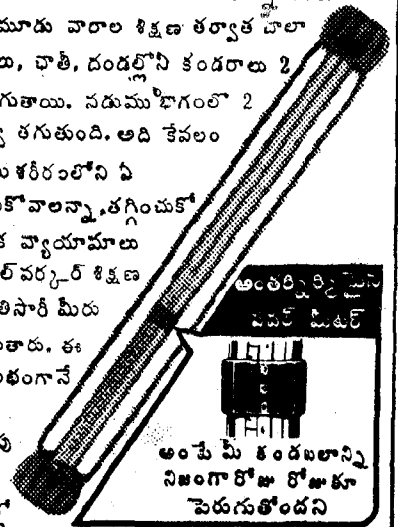 మూడు వారాల శిక్షణ తర్వాత చాలా
లు, ఛాతీ, దండల్లోని కండరాలు 2
గుతాయి. నడుము భాగంలో 2
తగుతుంది. అది కేవలం
శరీరంలోని ఏ
కోవాలన్నా, తగ్గించుకో
క వ్యాయామాలు
ల్‌వర్కర్ శిక్షణ
తిసారీ మీరు
తారు. ఈ
భంగానే
అంతర్నిర్మితమైన
పవర్ మీటర్
అంటే మీ కండబలాన్ని
నిజంగా రోజు రోజుకూ
పెరుగుతోందని